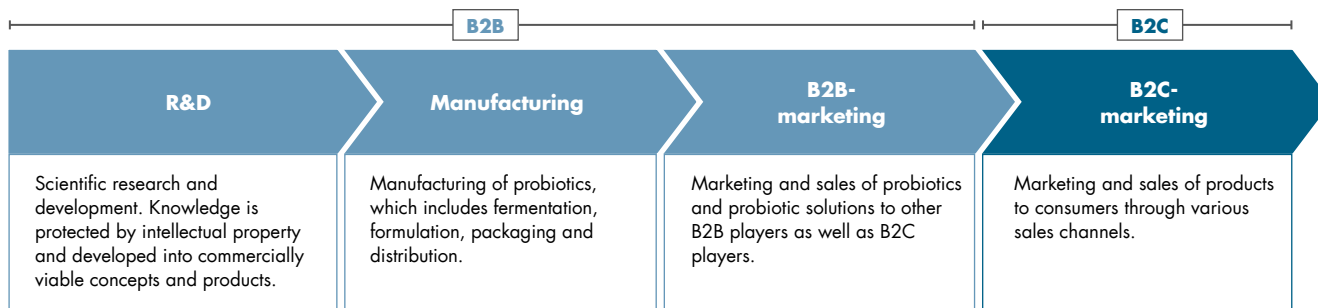 B2B
B2C
R&D
Manufacturing
B2B-
marketing
B2C-
marketing
Scientific research and
development. Knowledge is
protected by intellectual property
and developed into commercially
viable concepts and products.
Manufacturing of probiotics,
which includes fermentation,
formulation, packaging and
distribution.
Marketing and sales of probiotics
and probiotic solutions to other
B2B players as well as B2C
players.
Marketing and sales of products
to consumers through various
sales channels.